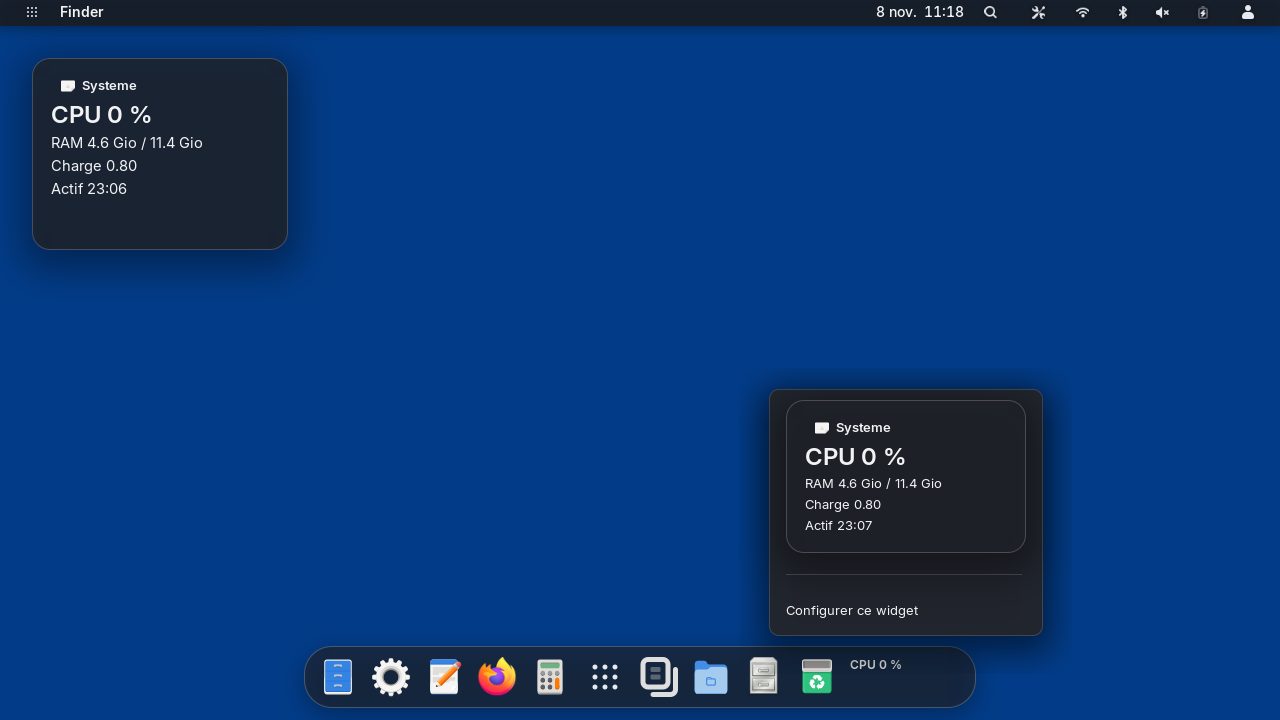 Finder
8 nov. 11:18
Systeme
CPU 0 %
RAM 4.6 Gio / 11.4 Gio
Charge 0.80
Actif 23:06
Systeme
CPU 0 %
RAM 4.6 Gio / 11.4 Gio
Charge 0.80
Actif 23:07
Configurer ce widget
CPU 0 %